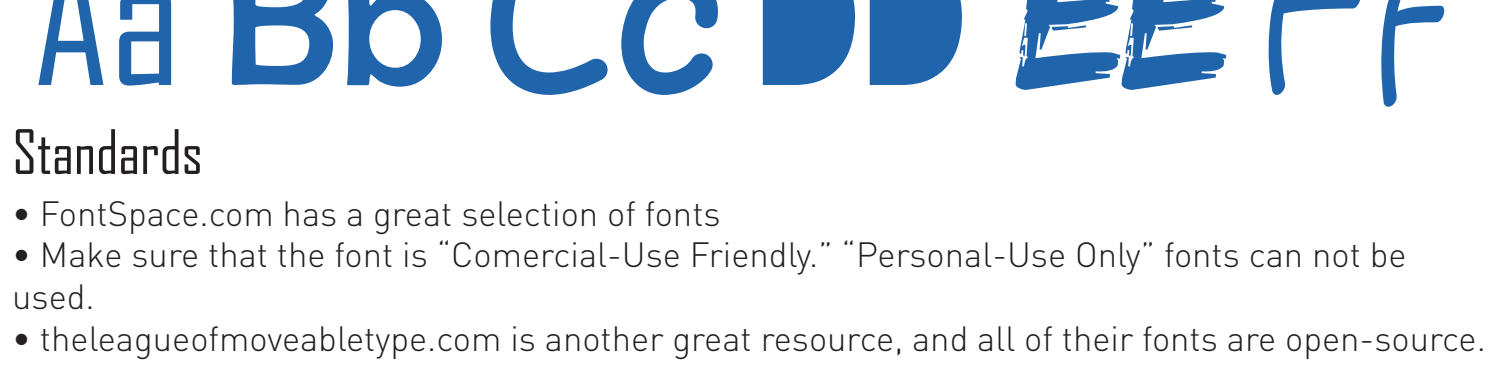 Aa Bb Cc DD EE Ff
Standards
• FontSpace.com has a great selection of fonts
• Make sure that the font is “Comercial-Use Friendly.” “Personal-Use Only” fonts can not be
used.
• theleagueofmoveabletype.com is another great resource, and all of their fonts are open-source.